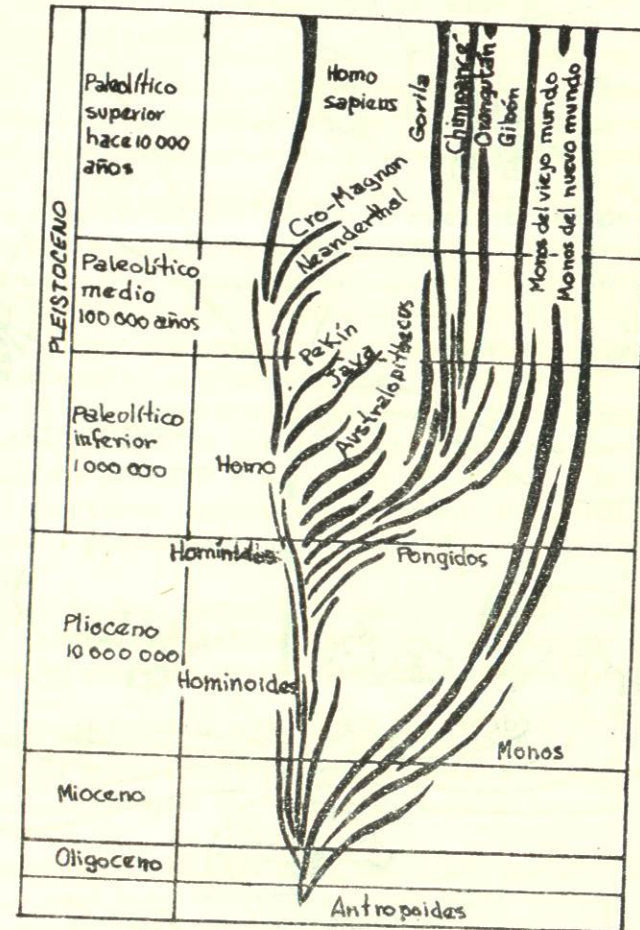 PLEISTOCENO
Paleolítico
superior
hace 10 000
años
Homo
sapiens
Gorila
Chimpancé
Orangután
Gibón
Monos del viejo mundo
Monos del nuevo mundo
Cro-Magnon
Neanderthal
Paleolítico
medio
100 000 años
Pekín
Java
Australopithecos
Paleolítico
inferior
1 000 000
Homo
Homínidos
Pongidos
Plioceno
10 000 000
Hominoides
Monos
Mioceno
Oligoceno
Antropoides